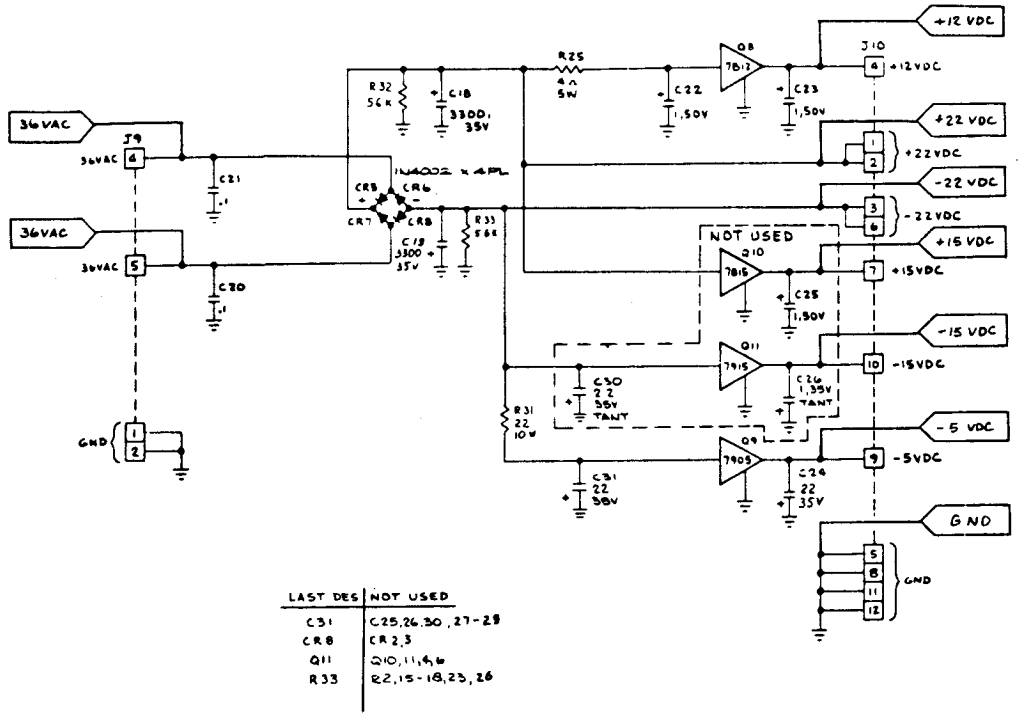 +12 VDC
R25
4Ω
5W
Q8
7812
J10
4
+12VDC
R32
56K
C18
3300,
35V
+
C22
1,50V
+
C23
1,50V
+
36VAC
J9
36VAC
4
C21
.1
+22 VDC
1
2
+22VDC
1N4002 x 4PL
CR5
CR6
+
-
CR7
CR8
-22 VDC
3
6
-22VDC
C19
3300
35V
+
R33
56K
36VAC
36VAC
5
C20
.1
NOT USED
Q10
7815
+15 VDC
7
+15VDC
C25
1,50V
+
Q11
7915
-15 VDC
10
-15VDC
C30
22
35V
TANT
+
C26
1,35V
TANT
+
R31
22
10W
Q9
7905
-5 VDC
9
-5VDC
C31
22
35V
+
C24
22
35V
+
GND
1
2
GND
5
8
11
12
GND
LAST DES
NOT USED
C31
C25,26,30,27-29
CR8
CR2,3
Q11
Q10,11,4,6
R33
R2,15-18,23,26